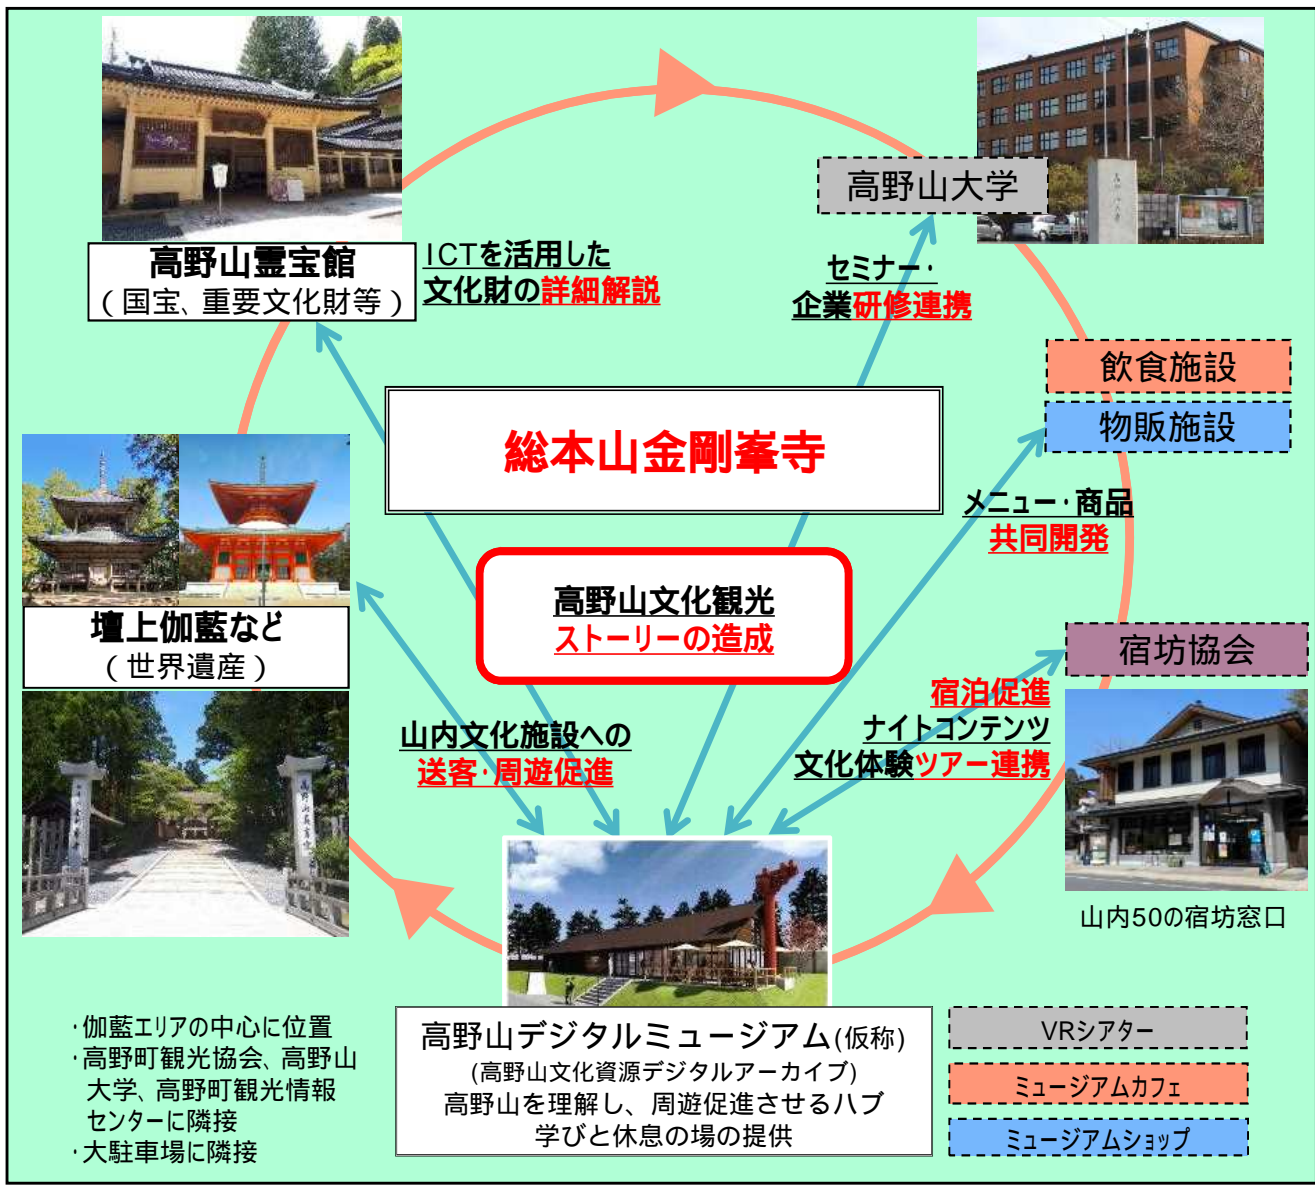 高野山霊宝館
(国宝、重要文化財等)
ICTを活用した
文化財の詳細解説
高野山大学
セミナー・
企業研修連携
飲食施設
物販施設
総本山金剛峯寺
メニュー・商品
共同開発
高野山文化観光
ストーリーの造成
壇上伽藍など
(世界遺産)
宿坊協会
宿泊促進
ナイトコンテンツ
文化体験ツアー連携
山内文化施設への
送客・周遊促進
山内50の宿坊窓口
・伽藍エリアの中心に位置
・高野町観光協会、高野山
大学、高野町観光情報
センターに隣接
・大駐車場に隣接
高野山デジタルミュージアム(仮称)
(高野山文化資源デジタルアーカイブ)
高野山を理解し、周遊促進させるハブ
学びと休息の場の提供
VRシアター
ミュージアムカフェ
ミュージアムショップ